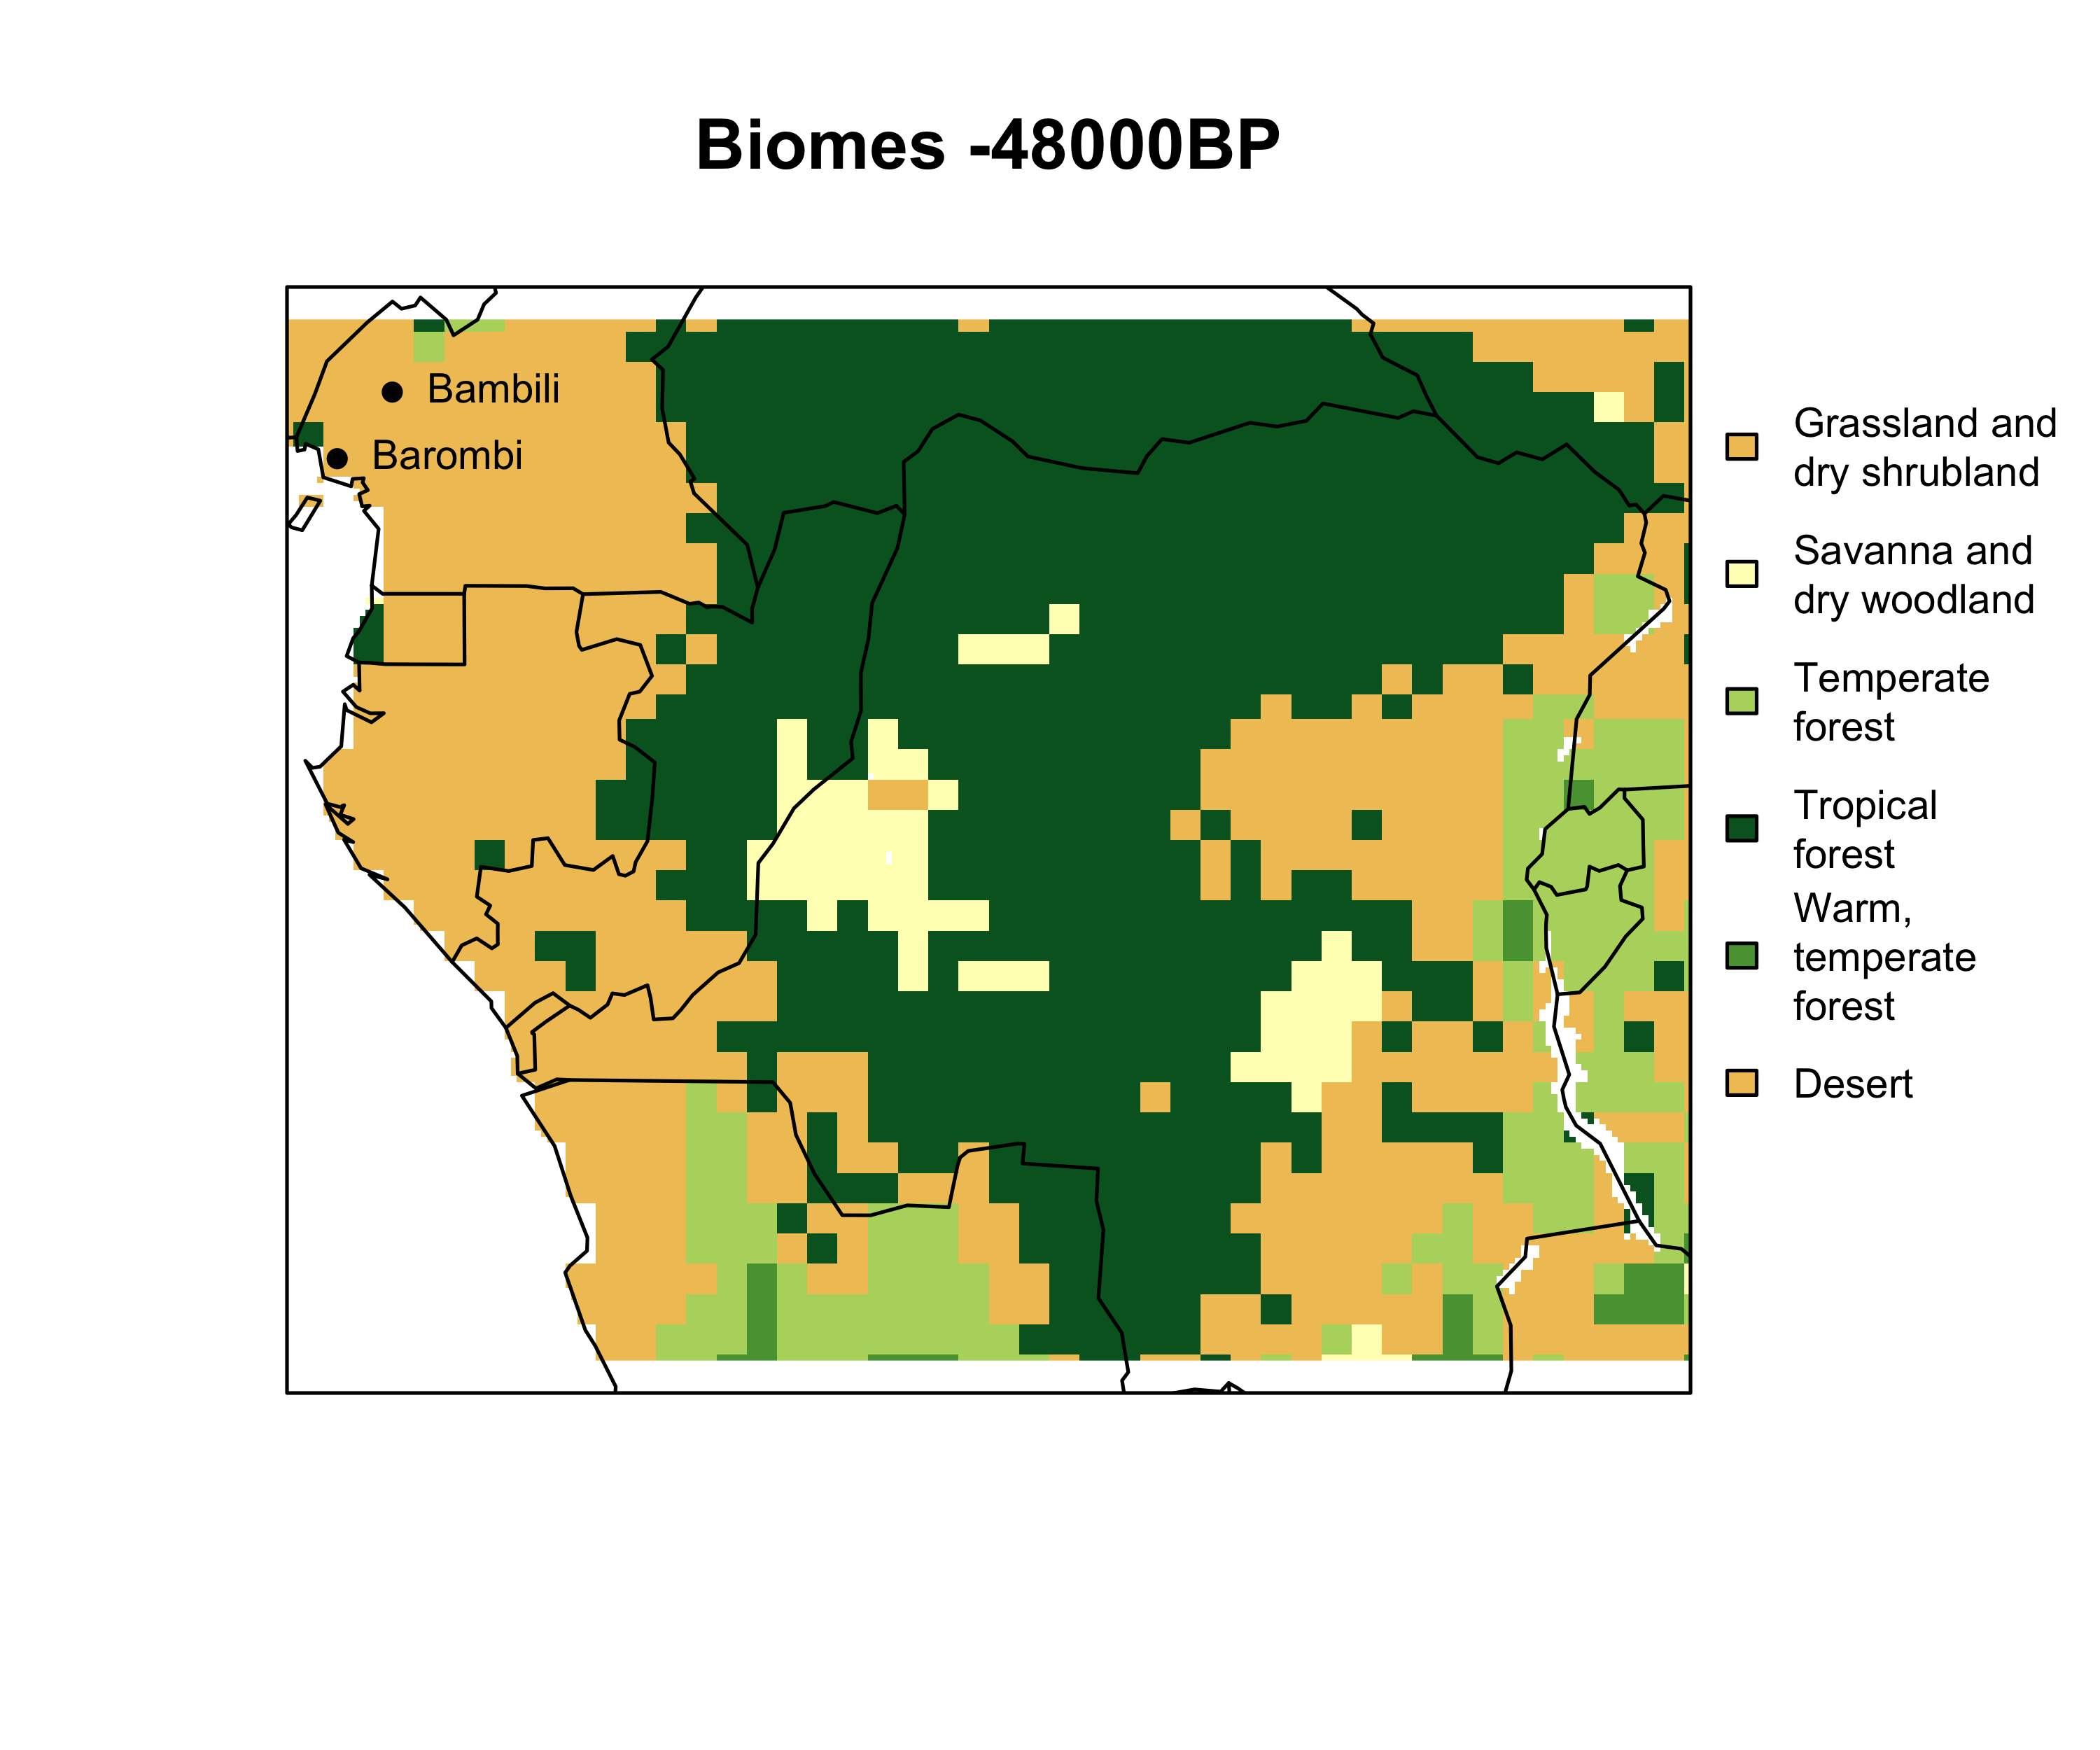 Biomes -48000BP
Bambili
Barombi
Grassland and
dry shrubland
Savanna and
dry woodland
Temperate
forest
Tropical
forest
Warm,
temperate
forest
Desert